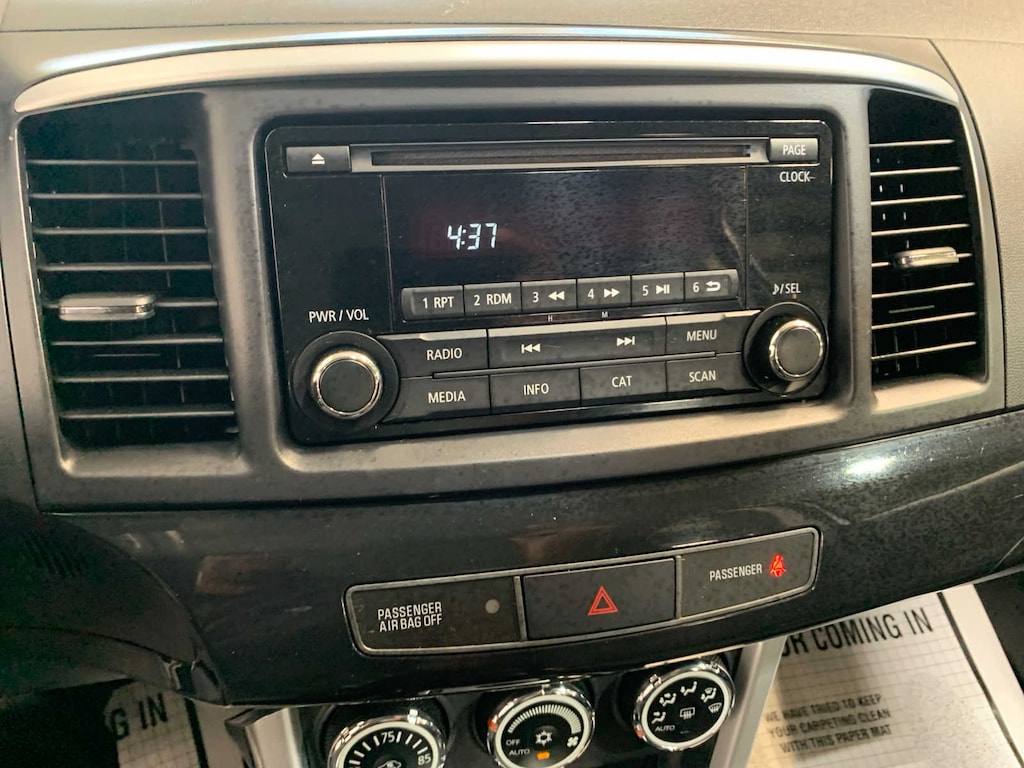 PAGE
CLOCK
4:37
1 RPT 2 RDM 3 4 5 6
H M
PWR / VOL
♪/SEL
RADIO MENU
MEDIA INFO CAT SCAN
PASSENGER
AIR BAG OFF
PASSENGER
OR COMING IN
WE HAVE TRIED TO KEEP
YOUR CARPETING CLEAN
WITH THIS PAPER MAT
G IN
75
85
OFF
AUTO
AUTO